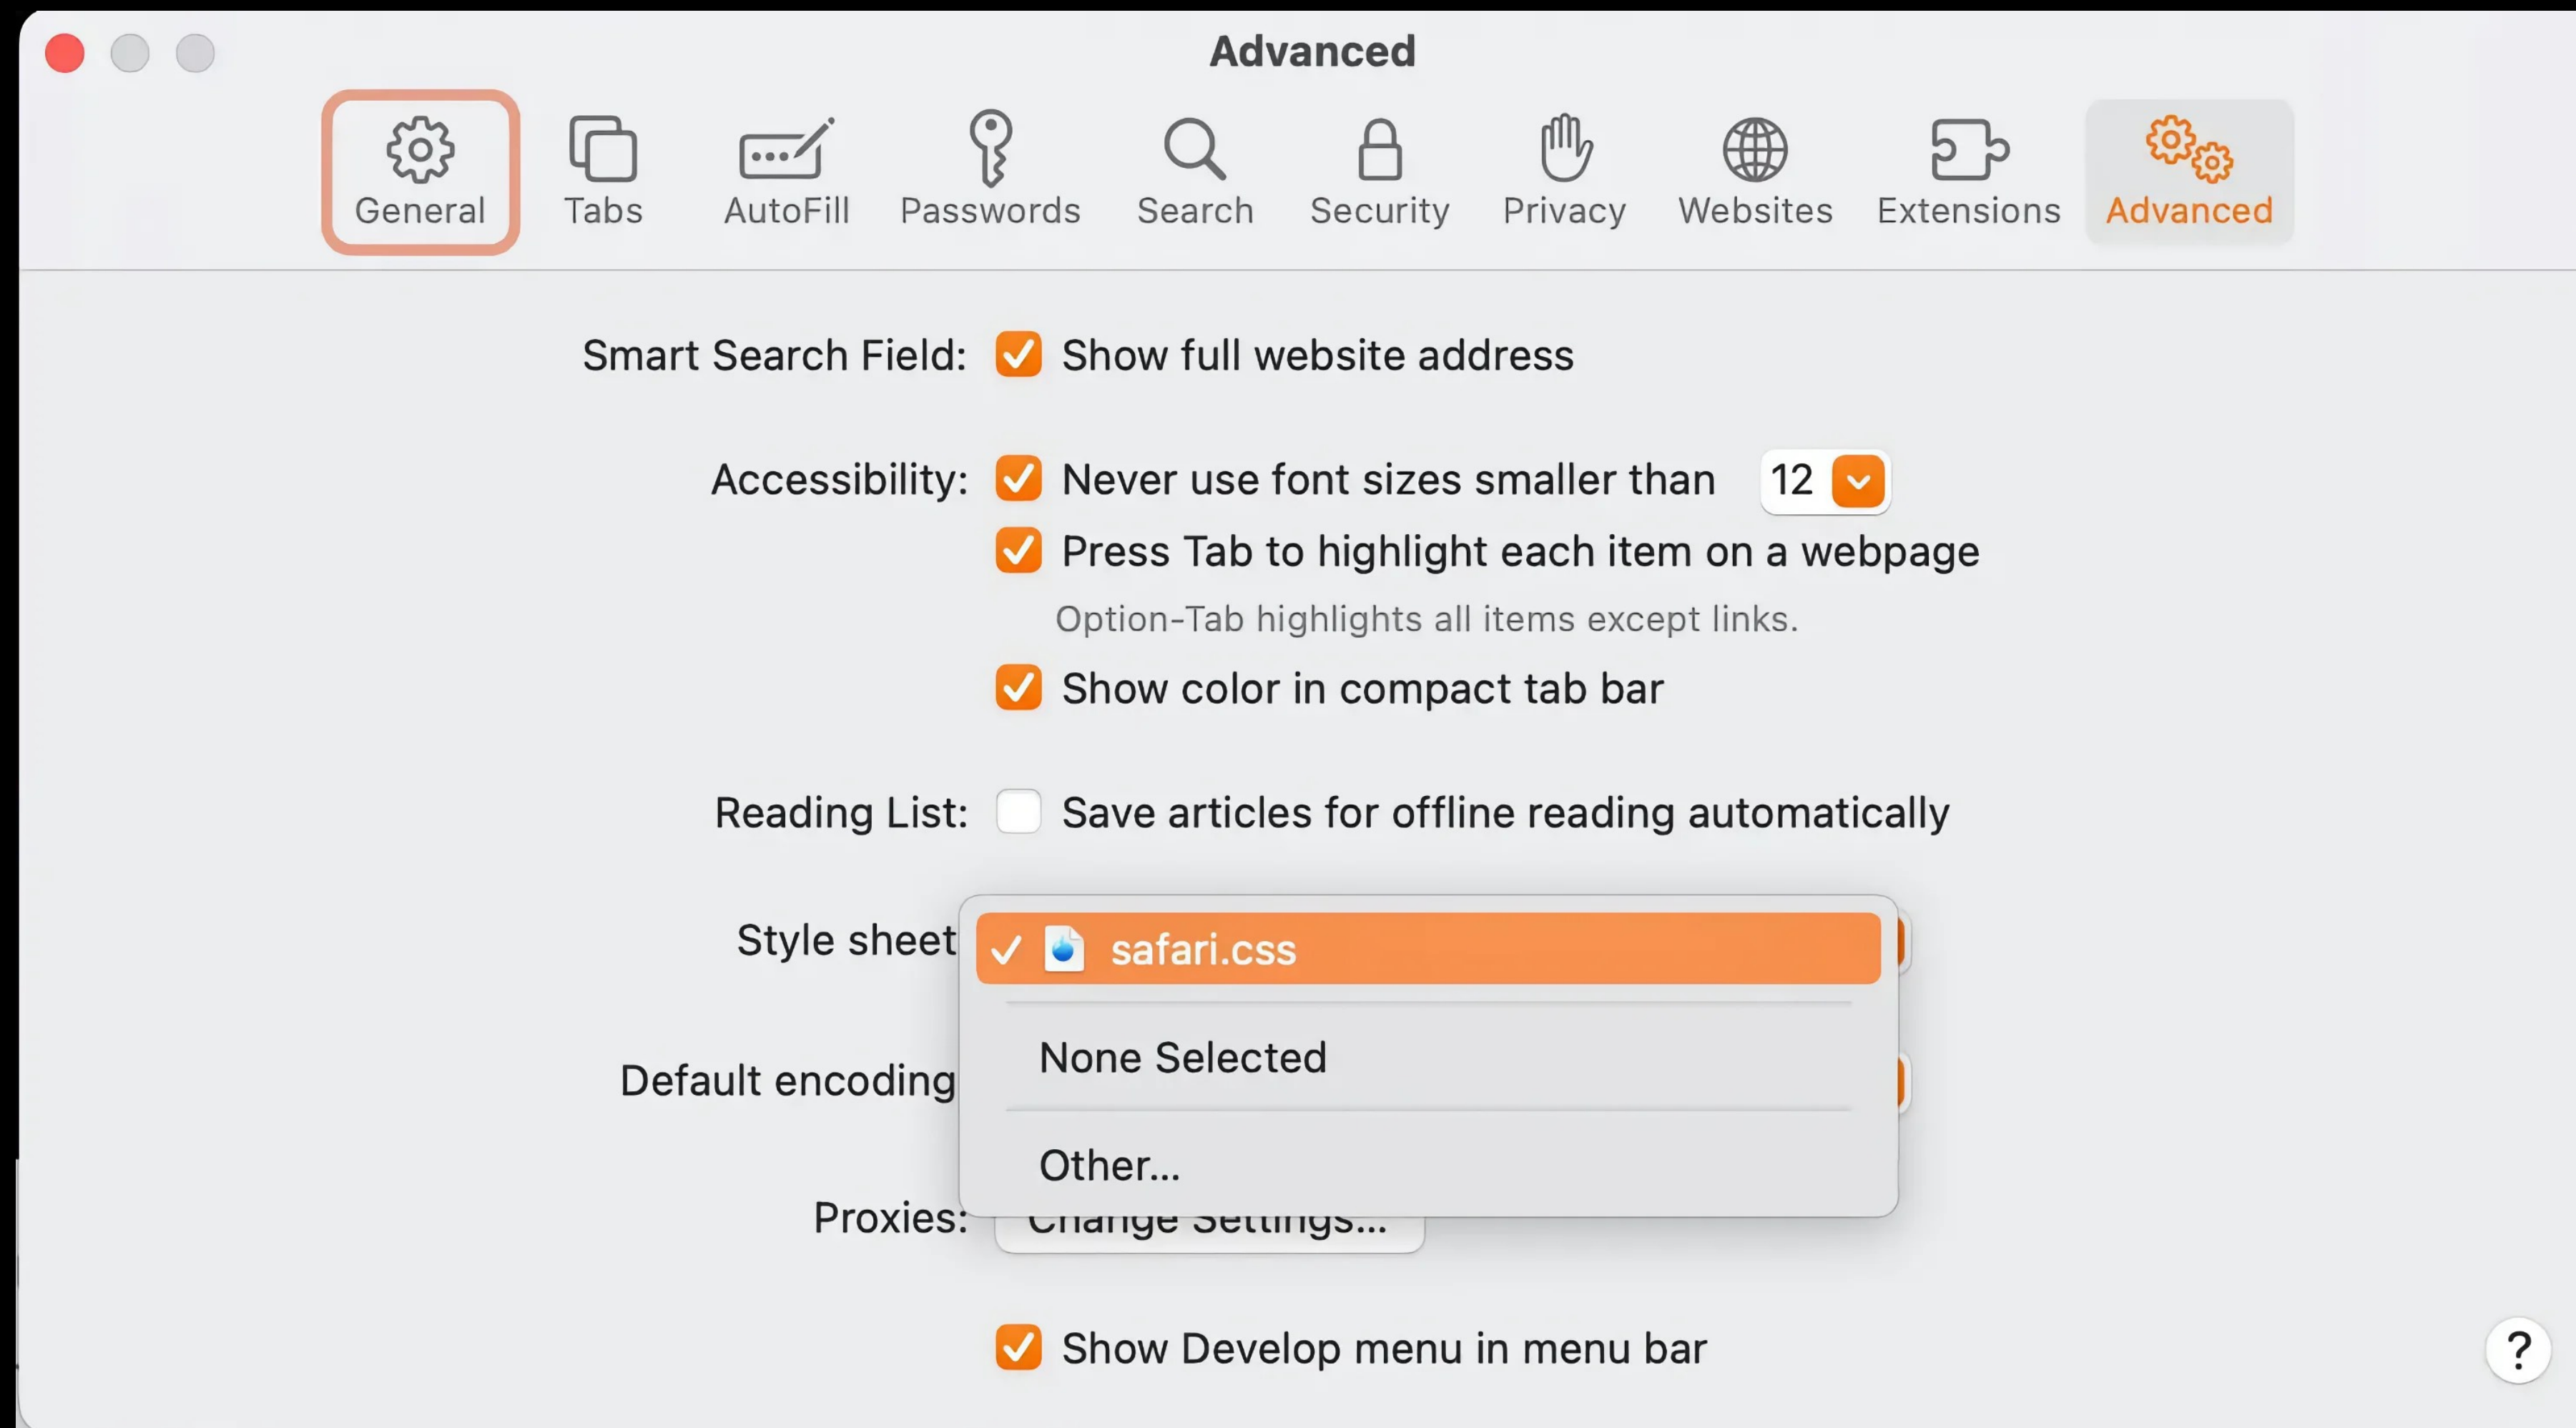 Advanced
General Tabs AutoFill Passwords Search Security Privacy Websites Extensions Advanced
Smart Search Field: Show full website address
Accessibility: Never use font sizes smaller than 12
Press Tab to highlight each item on a webpage
Option-Tab highlights all items except links.
Show color in compact tab bar
Reading List: Save articles for offline reading automatically
Style sheet safari.css
None Selected
Default encoding
Other...
Proxies: Change Settings...
Show Develop menu in menu bar
?